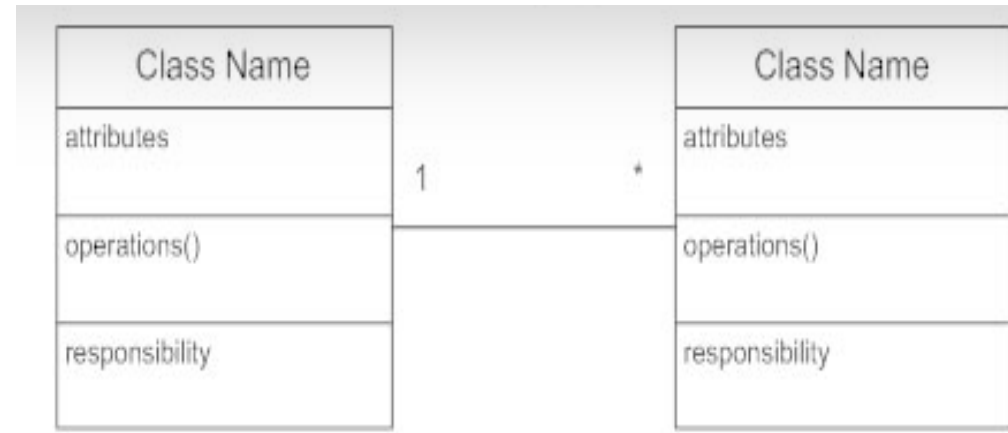 Class Name
attributes
operations()
responsibility
1
*
Class Name
attributes
operations()
responsibility